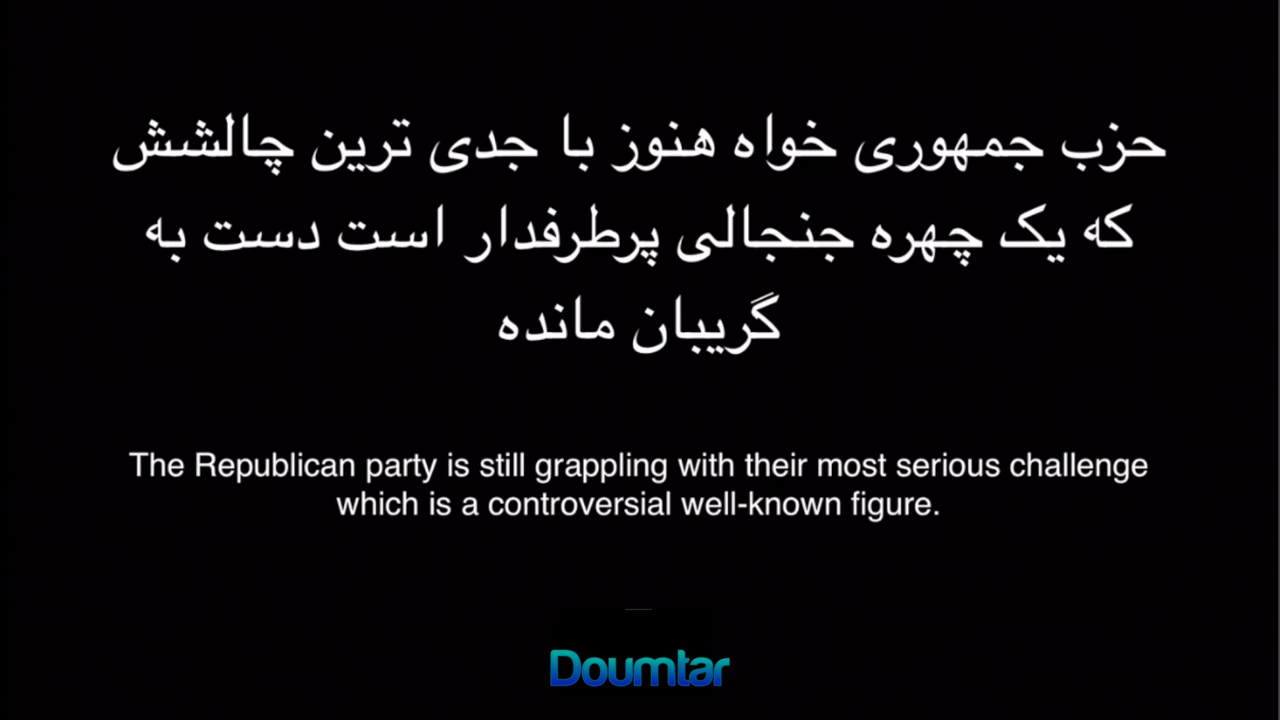 حزب جمهوری خواه هنوز با جدی ترین چالشش
که یک چهره جنجالی پرطرفدار است دست به
گریبان مانده
The Republican party is still grappling with their most serious challenge
which is a controversial well-known figure.
Doumtar